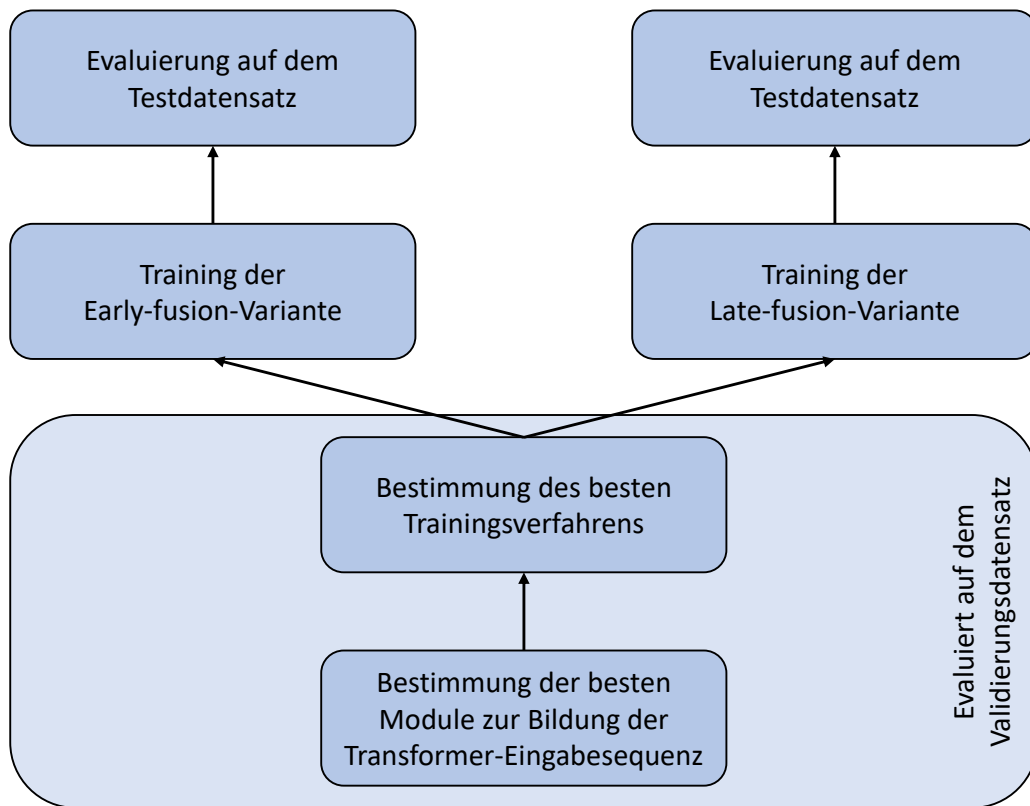 Evaluierung auf dem
Testdatensatz
Evaluierung auf dem
Testdatensatz
Training der
Early-fusion-Variante
Training der
Late-fusion-Variante
Bestimmung des besten
Trainingsverfahrens
Evaluiert auf dem
Validierungsdatensatz
Bestimmung der besten
Module zur Bildung der
Transformer-Eingabesequenz